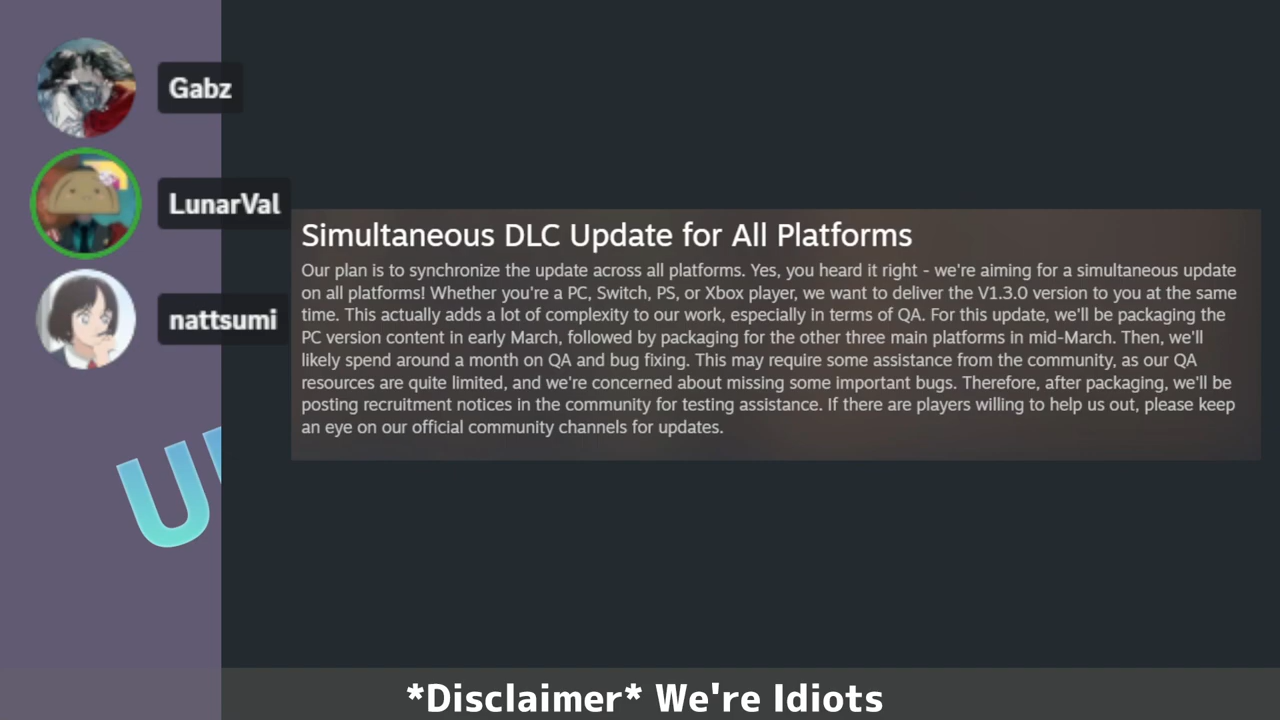 Gabz
LunarVal
nattsumi
Simultaneous DLC Update for All Platforms
Our plan is to synchronize the update across all platforms. Yes, you heard it right - we're aiming for a simultaneous update
on all platforms! Whether you're a PC, Switch, PS, or Xbox player, we want to deliver the V1.3.0 version to you at the same
time. This actually adds a lot of complexity to our work, especially in terms of QA. For this update, we'll be packaging the
PC version content in early March, followed by packaging for the other three main platforms in mid-March. Then, we'll
likely spend around a month on QA and bug fixing. This may require some assistance from the community, as our QA
resources are quite limited, and we're concerned about missing some important bugs. Therefore, after packaging, we'll be
posting recruitment notices in the community for testing assistance. If there are players willing to help us out, please keep
an eye on our official community channels for updates.
*Disclaimer* We're Idiots